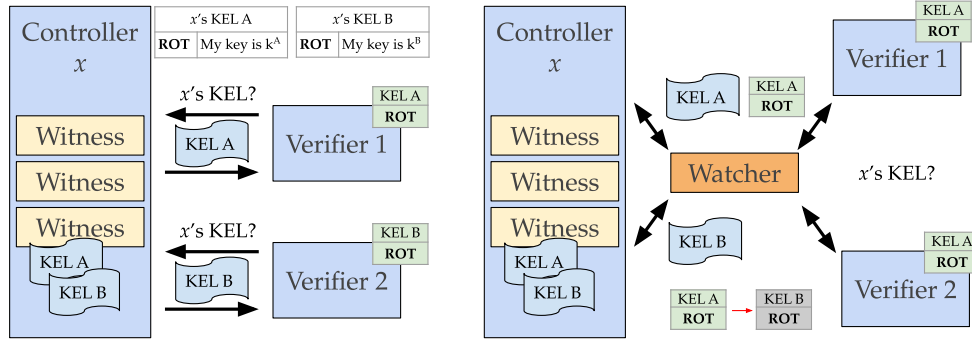 Controller
x
x's KEL A
ROT My key is kᴬ
x's KEL B
ROT My key is kᴮ
x's KEL?
KEL A
KEL A
ROT
Verifier 1
Witness
Witness
Witness
KEL A
KEL B
x's KEL?
KEL B
KEL B
ROT
Verifier 2
Controller
x
Witness
Witness
Witness
KEL A
KEL B
KEL A
KEL A
ROT
KEL A
ROT
Verifier 1
Watcher
x's KEL?
KEL B
KEL A
ROT
KEL B
ROT
KEL A
ROT
Verifier 2